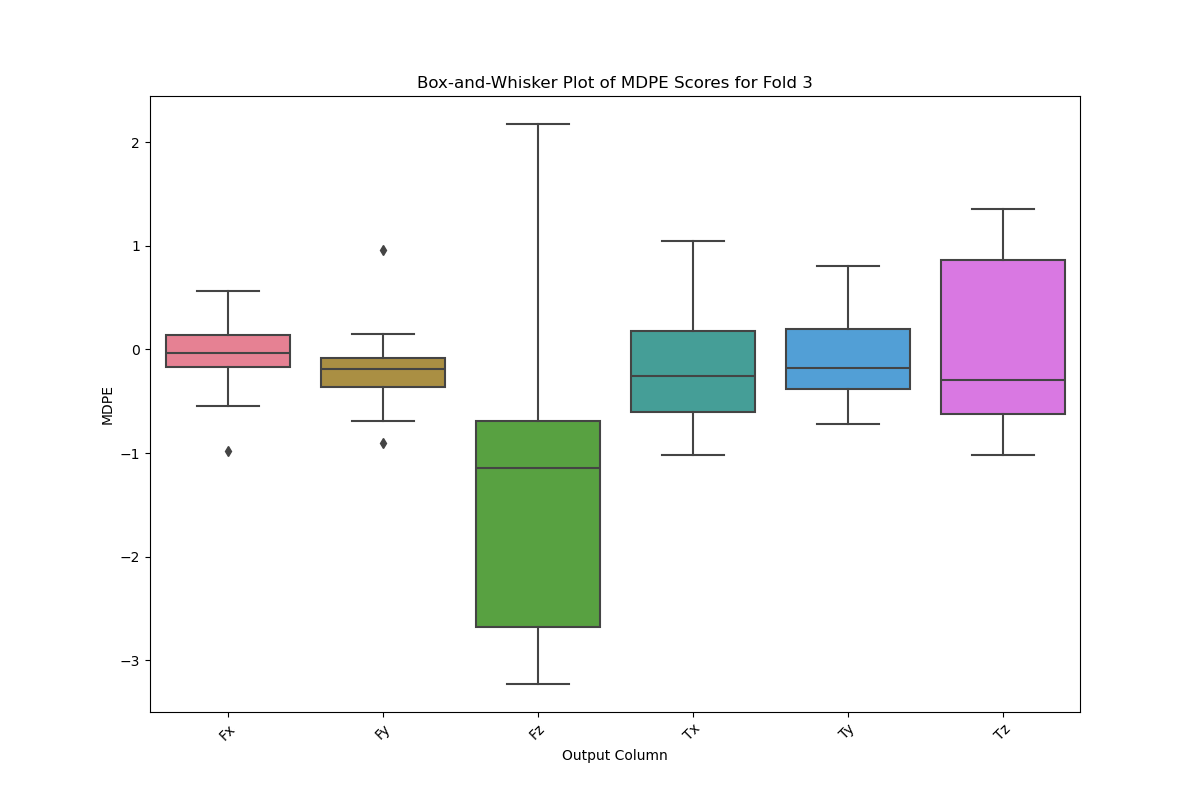 Box-and-Whisker Plot of MDPE Scores for Fold 3
MDPE
2
1
0
−1
−2
−3
Fx
Fy
Fz
Tx
Ty
Tz
Output Column